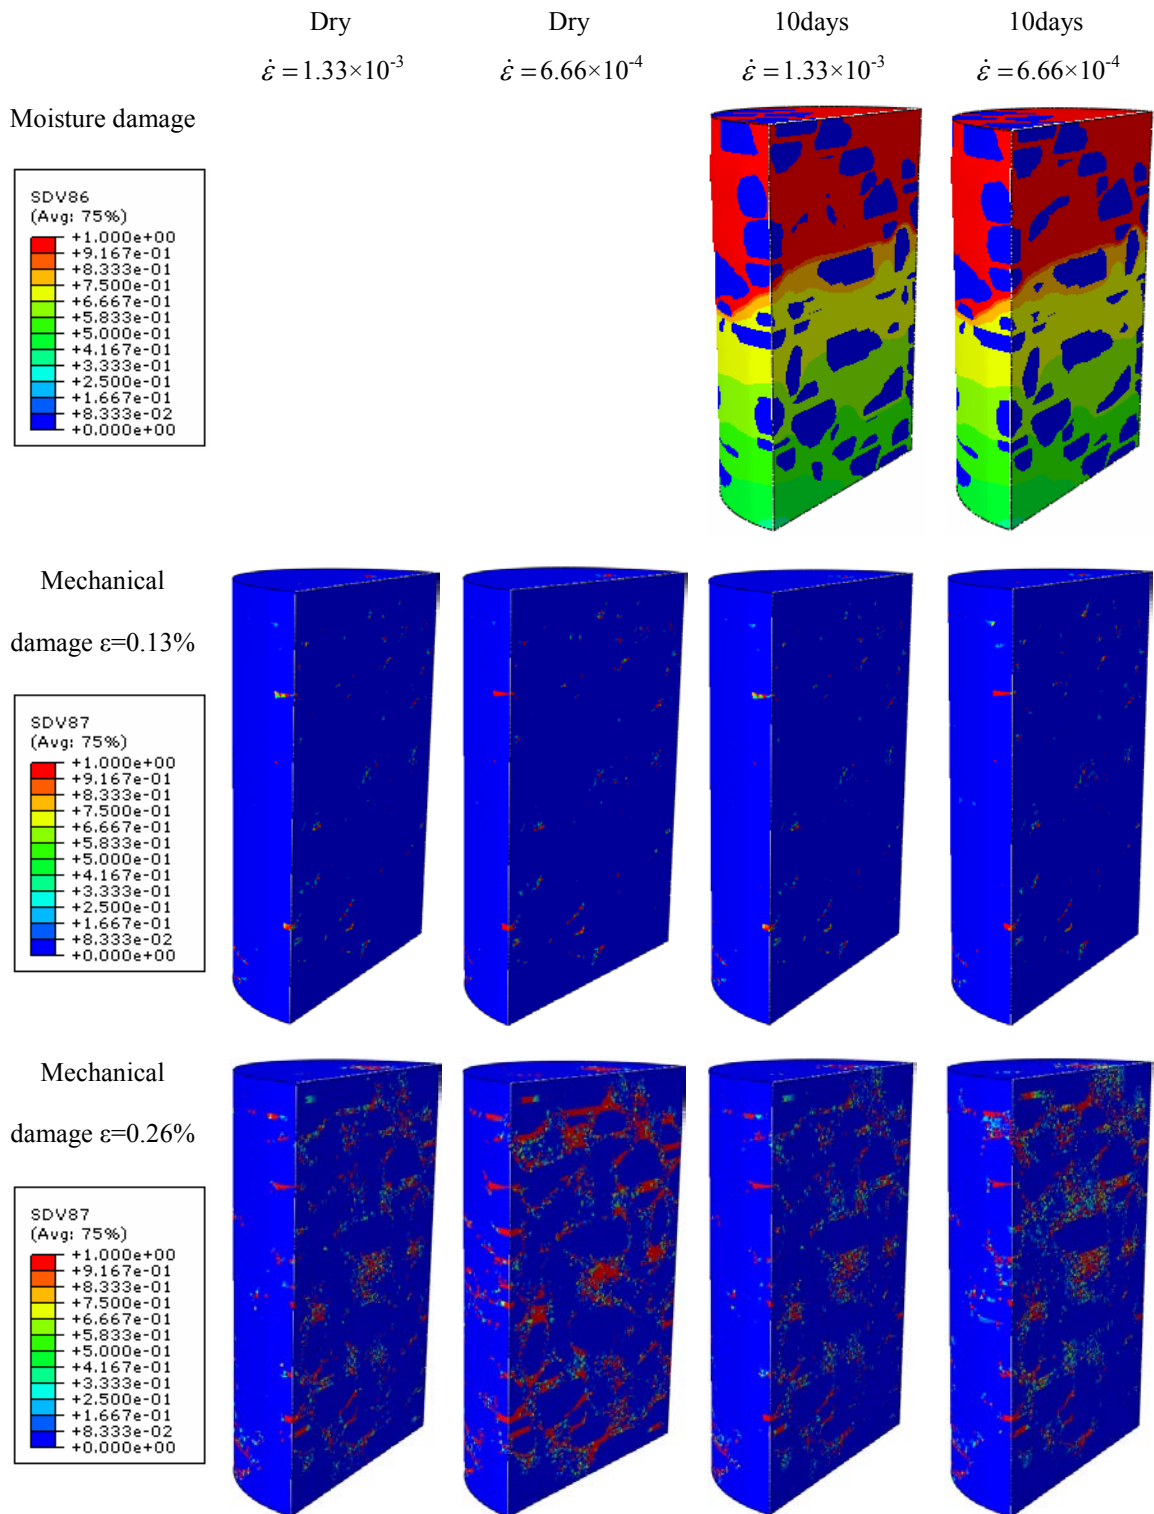 Dry Dry 10days 10days
ε̇ =1.33×10⁻³ ε̇ =6.66×10⁻⁴ ε̇ =1.33×10⁻³ ε̇ =6.66×10⁻⁴
Moisture damage
SDV86
(Avg: 75%)
+1.000e+00
+9.167e-01
+8.333e-01
+7.500e-01
+6.667e-01
+5.833e-01
+5.000e-01
+4.167e-01
+3.333e-01
+2.500e-01
+1.667e-01
+8.333e-02
+0.000e+00
Mechanical
damage ε=0.13%
SDV87
(Avg: 75%)
+1.000e+00
+9.167e-01
+8.333e-01
+7.500e-01
+6.667e-01
+5.833e-01
+5.000e-01
+4.167e-01
+3.333e-01
+2.500e-01
+1.667e-01
+8.333e-02
+0.000e+00
Mechanical
damage ε=0.26%
SDV87
(Avg: 75%)
+1.000e+00
+9.167e-01
+8.333e-01
+7.500e-01
+6.667e-01
+5.833e-01
+5.000e-01
+4.167e-01
+3.333e-01
+2.500e-01
+1.667e-01
+8.333e-02
+0.000e+00